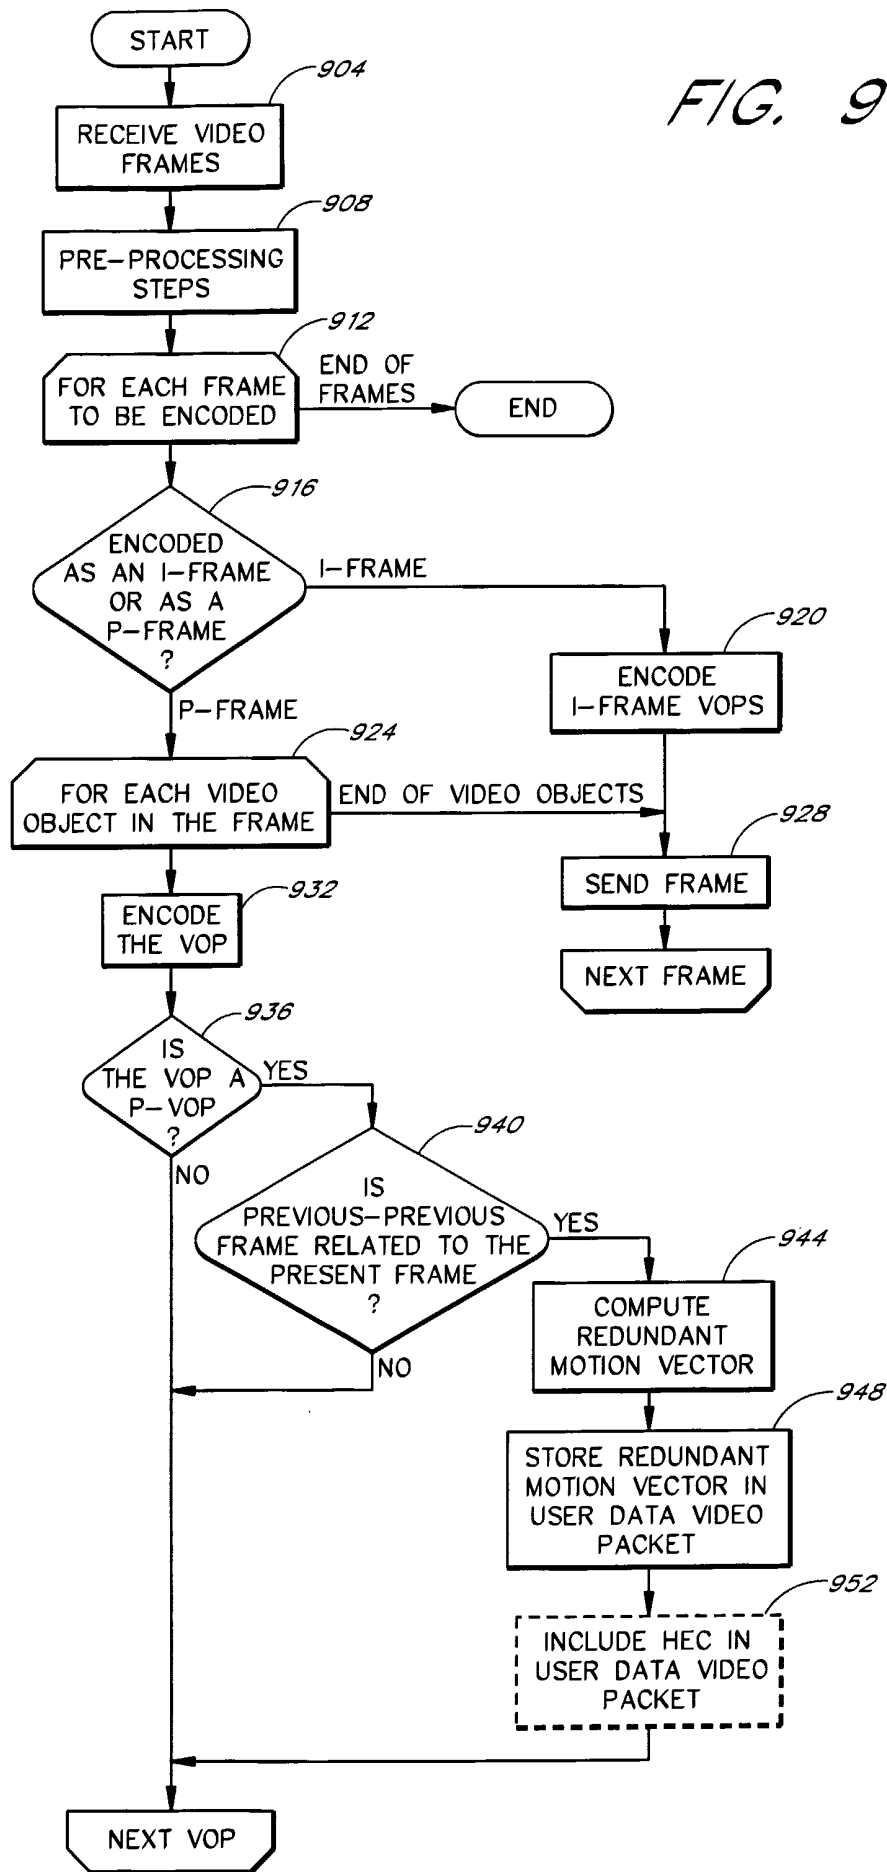 START
FIG. 9
904
RECEIVE VIDEO
FRAMES
908
PRE-PROCESSING
STEPS
912
FOR EACH FRAME
TO BE ENCODED
END OF
FRAMES
END
916
ENCODED
AS AN I-FRAME
OR AS A
P-FRAME
?
I-FRAME
920
ENCODE
I-FRAME VOPS
P-FRAME
924
FOR EACH VIDEO
OBJECT IN THE FRAME
END OF VIDEO OBJECTS
928
SEND FRAME
NEXT FRAME
932
ENCODE
THE VOP
936
IS
THE VOP A
P-VOP
?
YES
NO
940
IS
PREVIOUS-PREVIOUS
FRAME RELATED TO THE
PRESENT FRAME
?
YES
NO
944
COMPUTE
REDUNDANT
MOTION VECTOR
948
STORE REDUNDANT
MOTION VECTOR IN
USER DATA VIDEO
PACKET
952
INCLUDE HEC IN
USER DATA VIDEO
PACKET
NEXT VOP